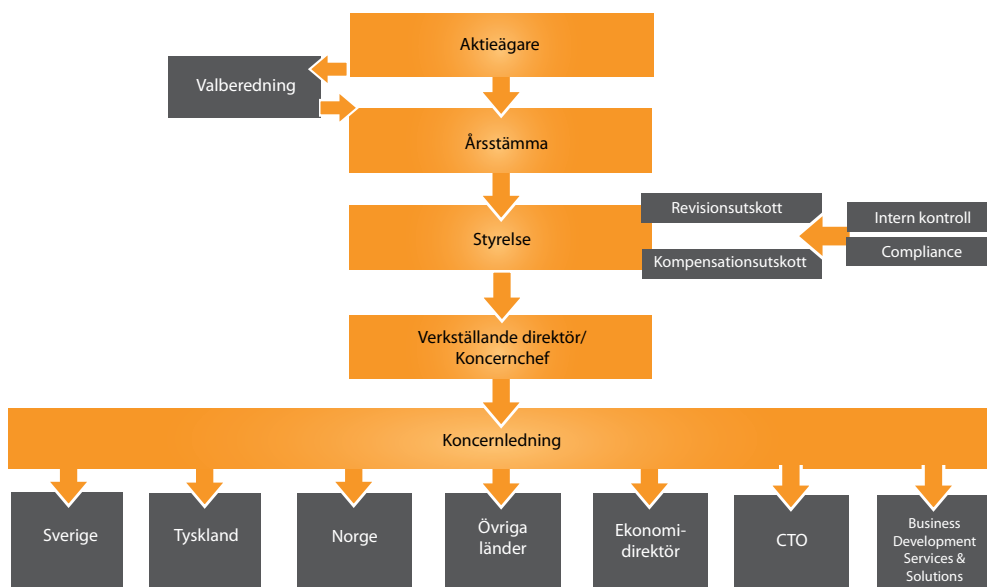 Aktieägare
Valberedning
Årsstämma
Styrelse
Revisionsutskott
Kompensationsutskott
Intern kontroll
Compliance
Verkställande direktör/
Koncernchef
Koncernledning
Sverige
Tyskland
Norge
Övriga
länder
Ekonomi-
direktör
CTO
Business
Development
Services &
Solutions